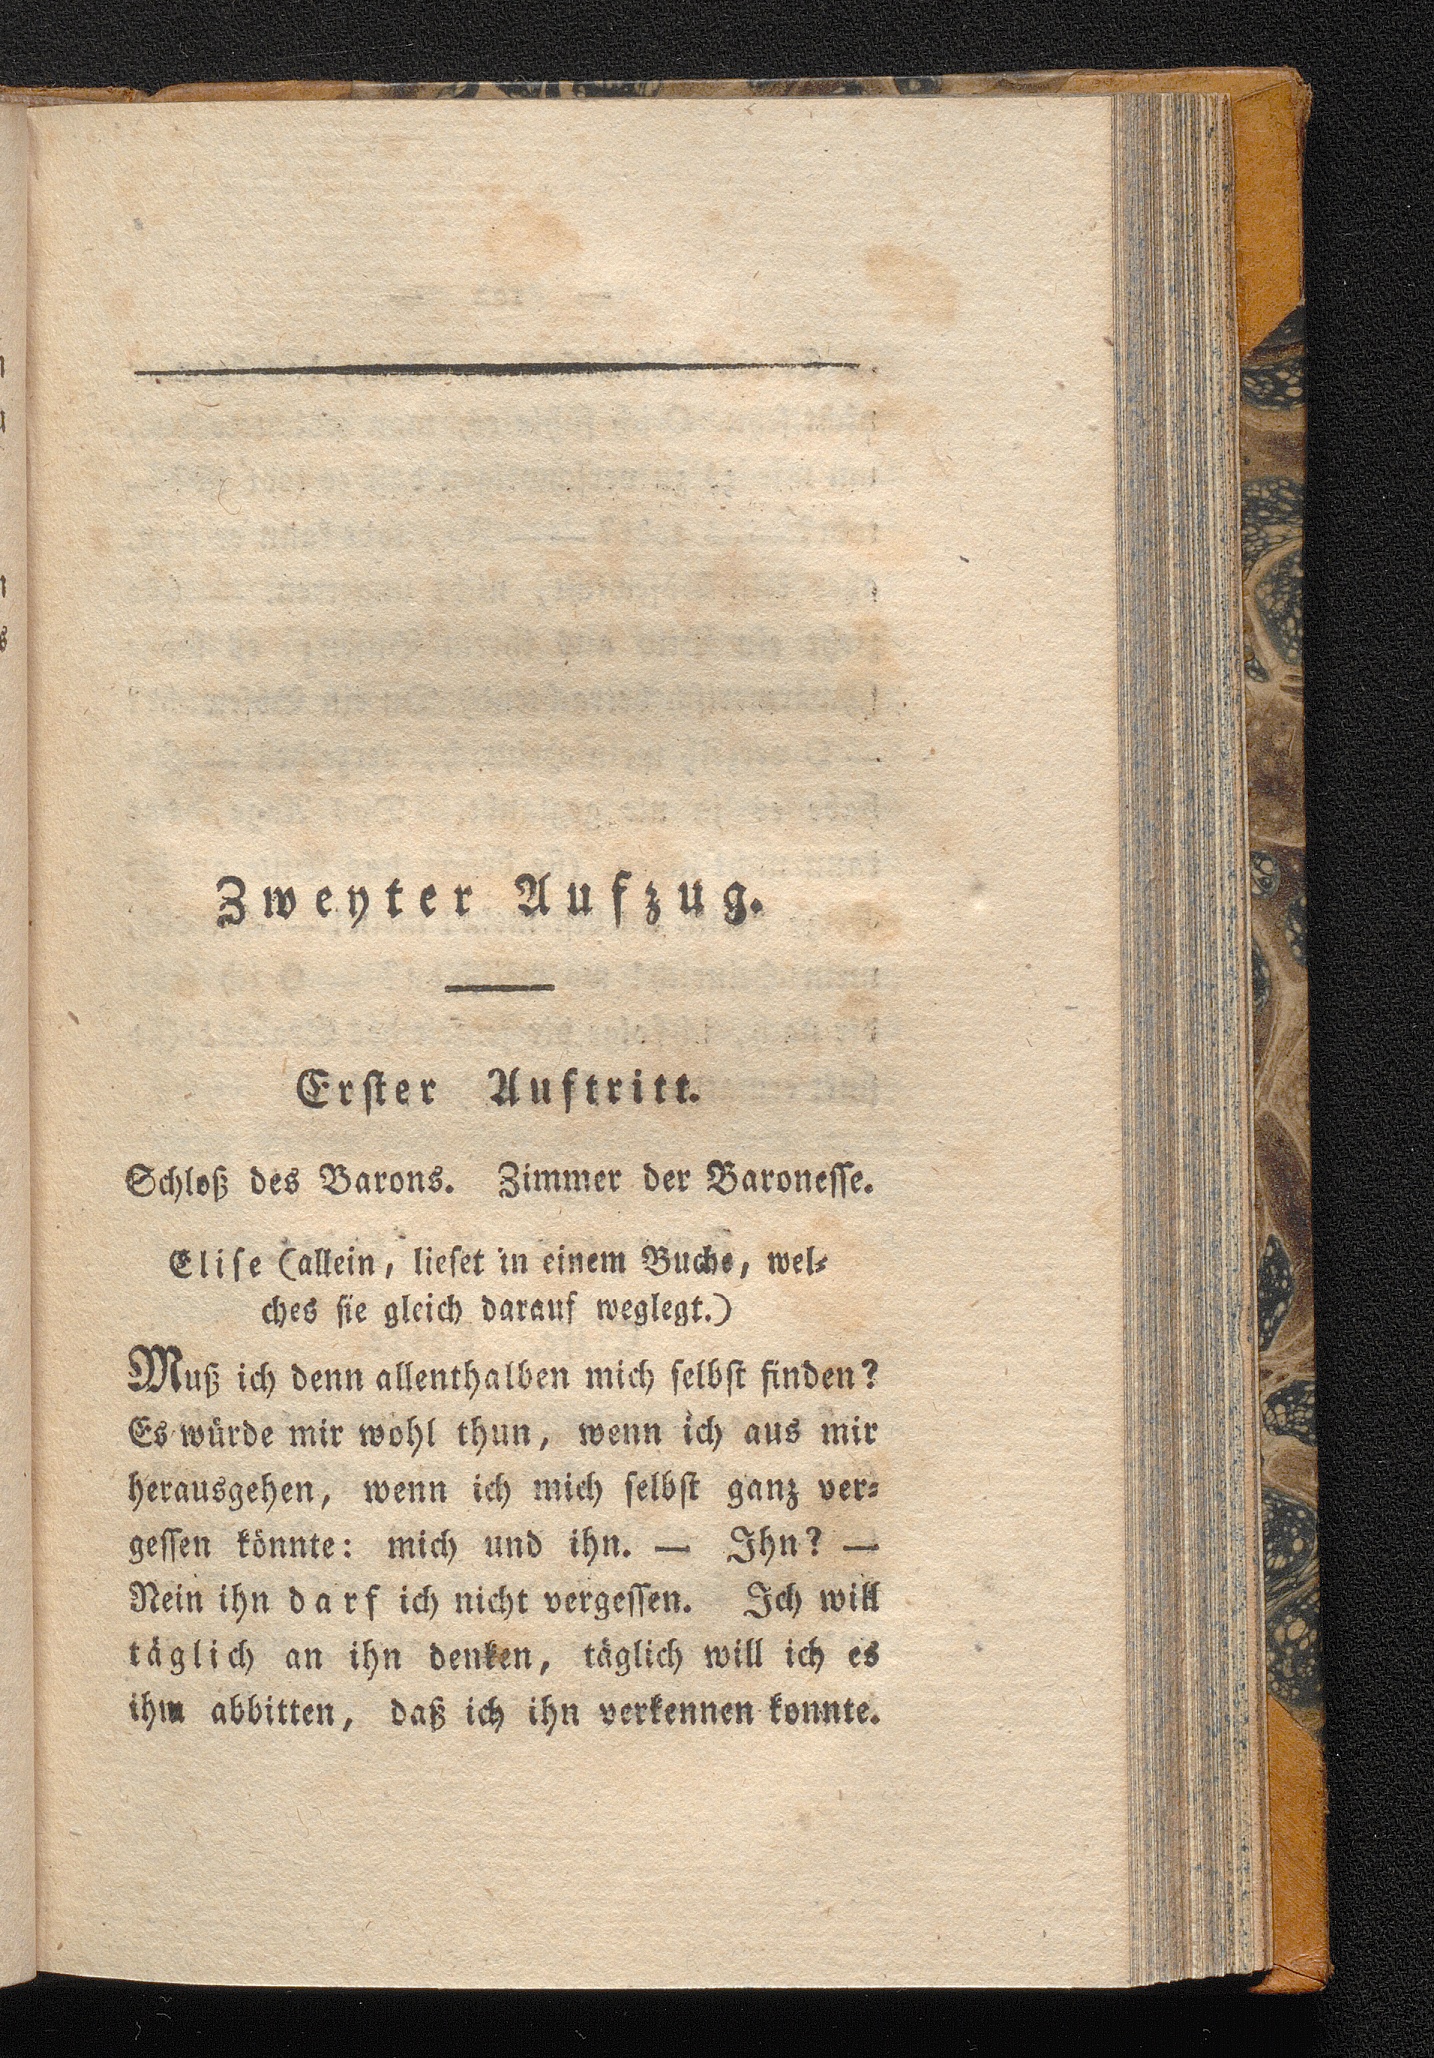 Zweyter Aufzug.
Erſter Auftritt.
Schloß des Barons. Zimmer der Baroneſſe.
Eliſe (allein, lieſet in einem Buche, wel⸗
ches ſie gleich darauf weglegt.)
Muß ich denn allenthalben mich ſelbſt finden?
Es würde mir wohl thun, wenn ich aus mir
herausgehen, wenn ich mich ſelbſt ganz ver⸗
geſſen könnte: mich und ihn. — Ihn? —
Nein ihn darf ich nicht vergeſſen. Ich will
täglich an ihn denken, täglich will ich es
ihm abbitten, daß ich ihn verkennen konnte.